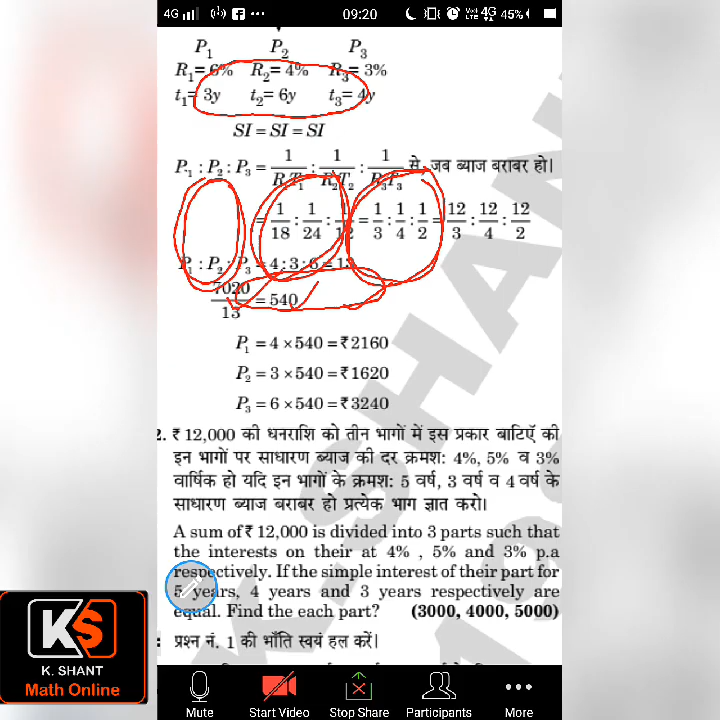 4G 09:20 4G 45%
P₁ P₂ P₃
R₁= 6% R₂= 4% R₃= 3%
t₁= 3y t₂= 6y t₃= 4y
SI = SI = SI
P₁ : P₂ : P₃ = 1/R₁T₁ : 1/R₂T₂ : 1/R₃T₃ से, जब ब्याज बराबर हो।
= 1/18 : 1/24 : 1/12 = 1/3 : 1/4 : 1/2 = 12/3 : 12/4 : 12/2
P₁ : P₂ : P₃ = 4 : 3 : 6 = 13
7020/13 = 540
P₁ = 4 × 540 = ₹2160
P₂ = 3 × 540 = ₹1620
P₃ = 6 × 540 = ₹3240
2. ₹ 12,000 की धनराशि को तीन भागों में इस प्रकार बाटिएँ की
इन भागों पर साधारण ब्याज की दर क्रमश: 4%, 5% व 3%
वार्षिक हो यदि इन भागों के क्रमश: 5 वर्ष, 3 वर्ष व 4 वर्ष के
साधारण ब्याज बराबर हो प्रत्येक भाग ज्ञात करो।
A sum of ₹ 12,000 is divided into 3 parts such that
the interests on their at 4% , 5% and 3% p.a
respectively. If the simple interest of their part for
5 years, 4 years and 3 years respectively are
equal. Find the each part? (3000, 4000, 5000)
प्रश्न नं. 1 की भाँति स्वयं हल करें।
KS
K. SHANT
Math Online
Mute Start Video Stop Share Participants More